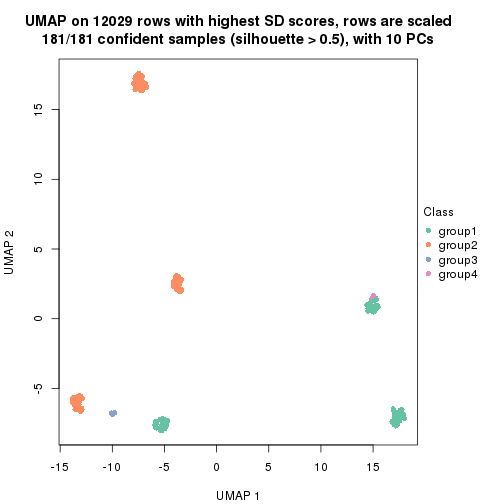 UMAP on 12029 rows with highest SD scores, rows are scaled
181/181 confident samples (silhouette > 0.5), with 10 PCs
15
10
5
0
-5
UMAP 2
-15
-10
-5
0
5
10
15
UMAP 1
Class
group1
group2
group3
group4